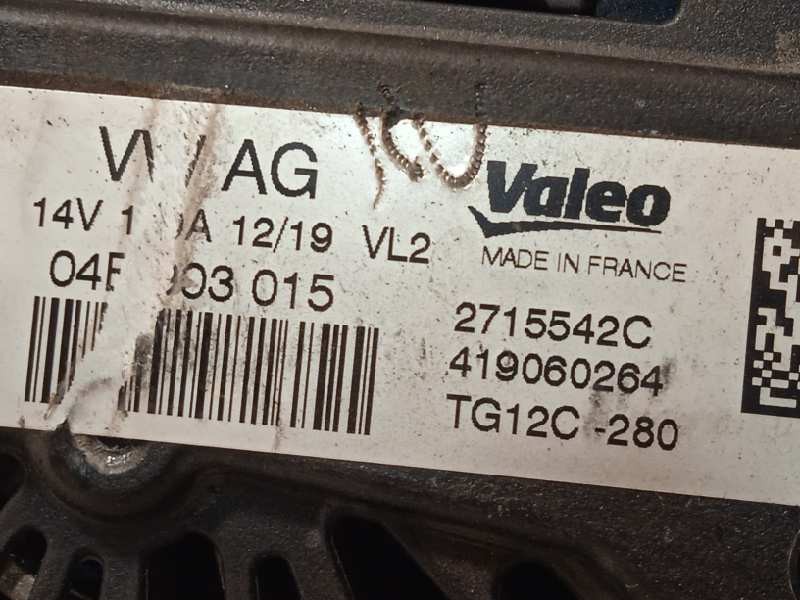 AG
Valeo
14V 12/19 VL2
MADE IN FRANCE
015
2715542C
419060264
TG12C -280